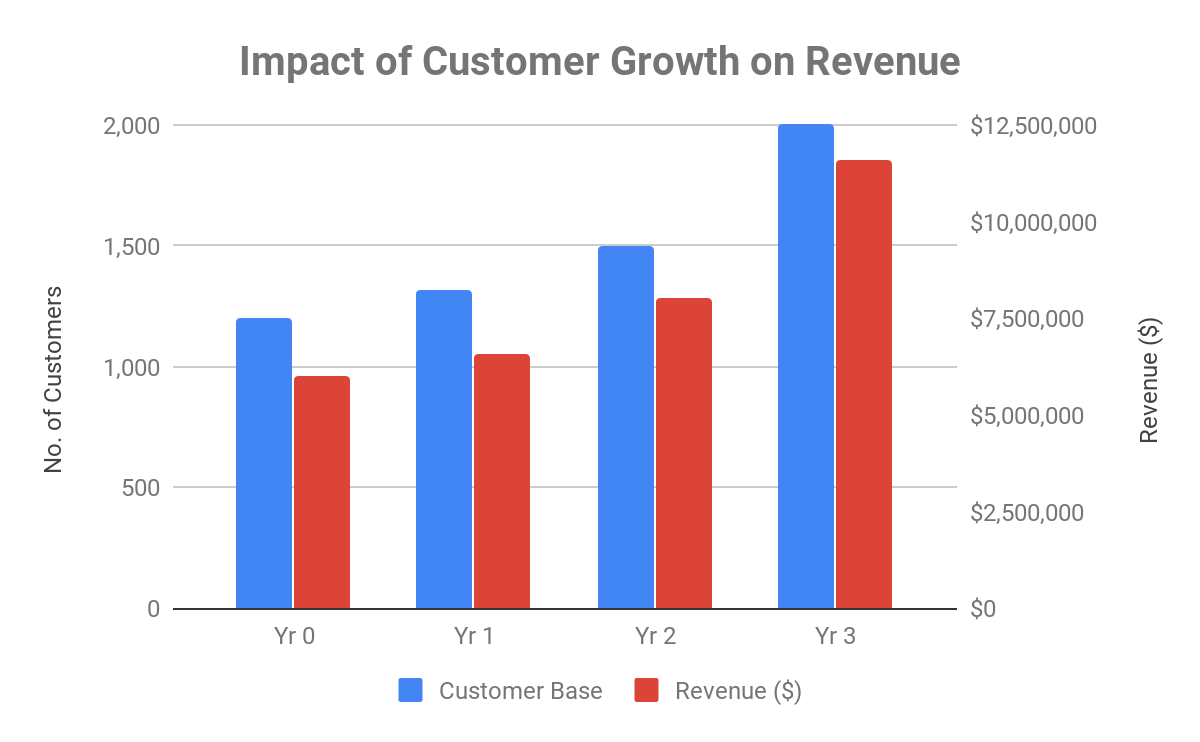 Impact of Customer Growth on Revenue
2,000
1,500
1,000
500
0
No. of Customers
$12,500,000
$10,000,000
$7,500,000
$5,000,000
$2,500,000
$0
Revenue ($)
Yr 0
Yr 1
Yr 2
Yr 3
Customer Base
Revenue ($)